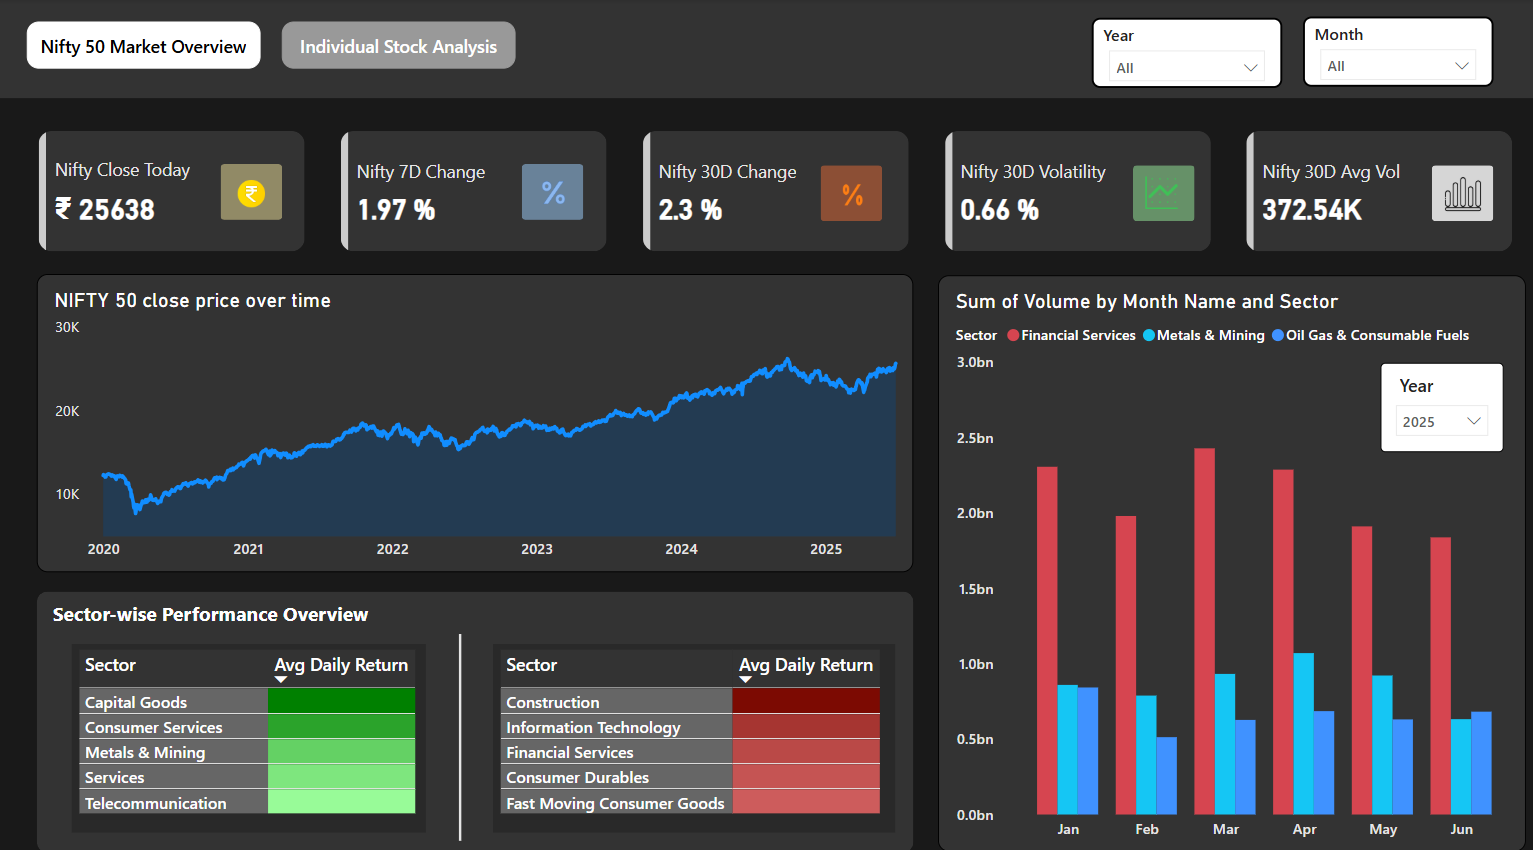 Nifty 50 Market Overview
Individual Stock Analysis
Year
All
Month
All
Nifty Close Today
₹ 25638
₹
Nifty 7D Change
1.97 %
%
Nifty 30D Change
2.3 %
%
Nifty 30D Volatility
0.66 %
Nifty 30D Avg Vol
372.54K
NIFTY 50 close price over time
30K
20K
10K
2020 2021 2022 2023 2024 2025
Sum of Volume by Month Name and Sector
Sector Financial Services Metals & Mining Oil Gas & Consumable Fuels
Year
2025
3.0bn
2.5bn
2.0bn
1.5bn
1.0bn
0.5bn
0.0bn
Jan Feb Mar Apr May Jun
Sector-wise Performance Overview
Sector Avg Daily Return
Capital Goods
Consumer Services
Metals & Mining
Services
Telecommunication
Sector Avg Daily Return
Construction
Information Technology
Financial Services
Consumer Durables
Fast Moving Consumer Goods